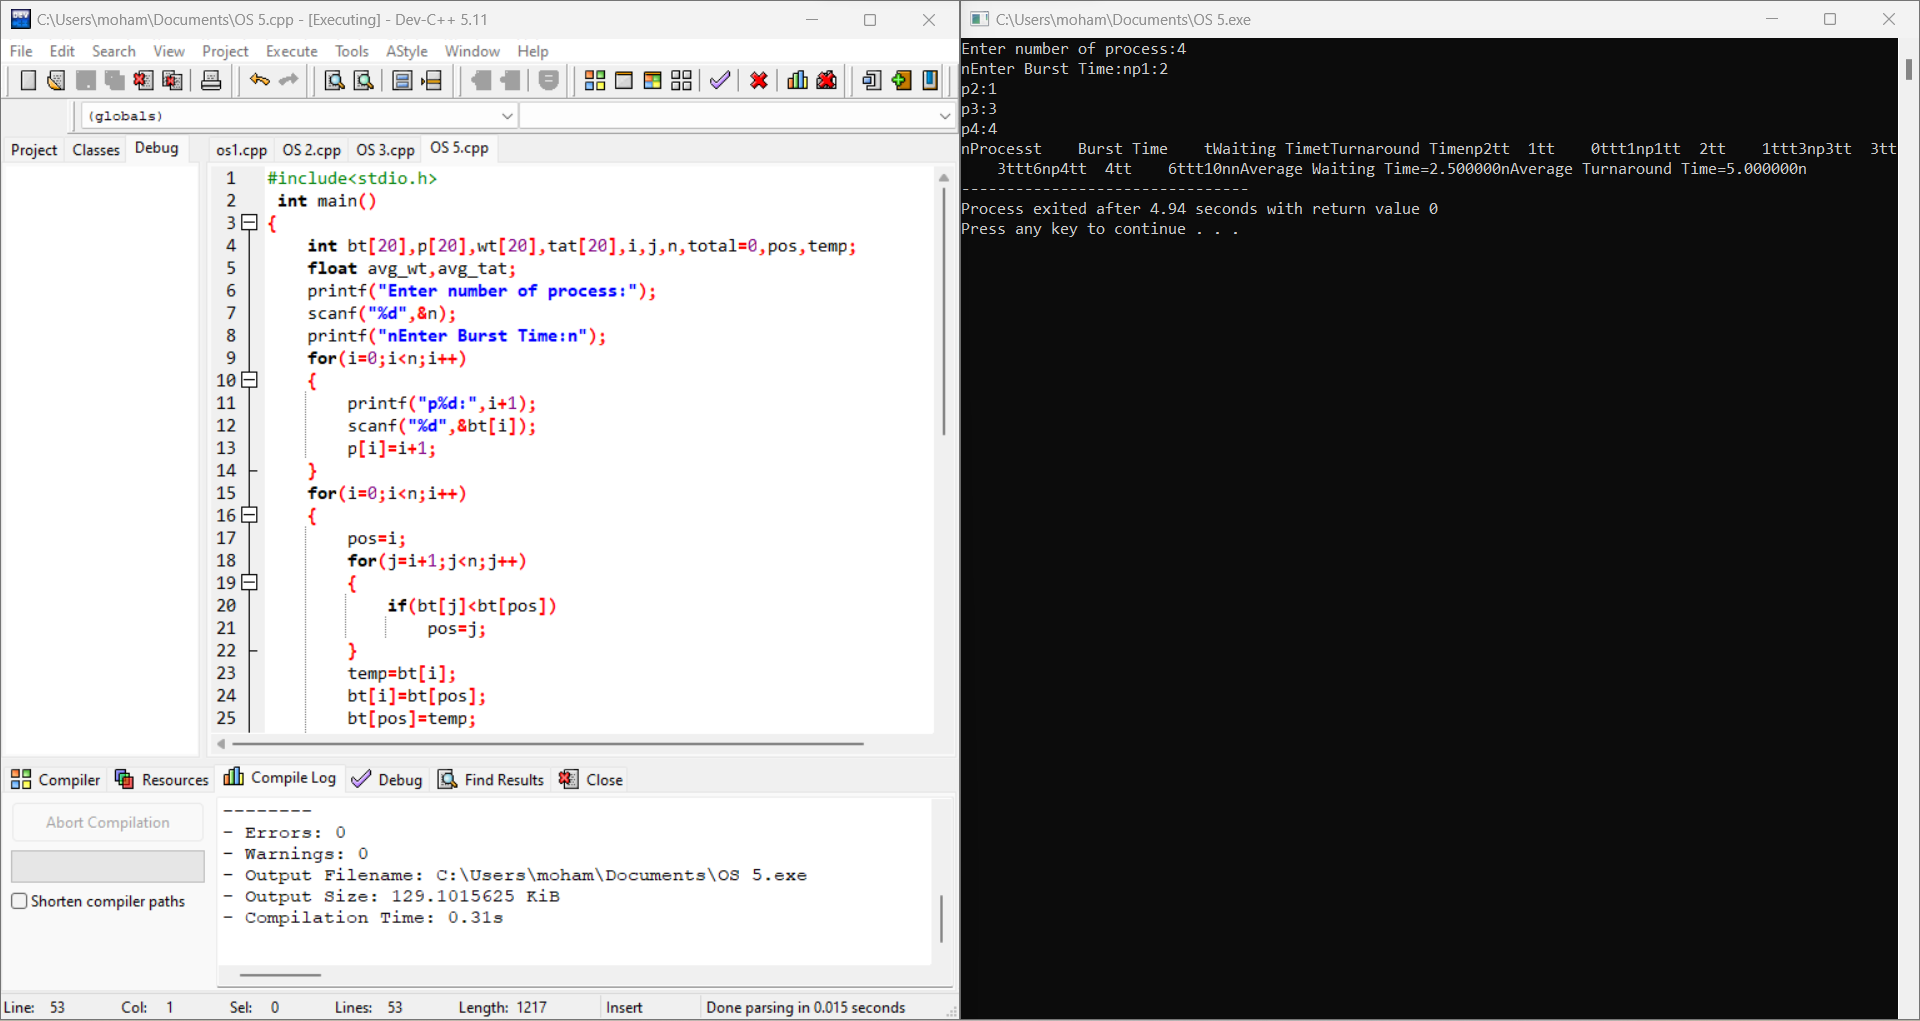 C:\Users\moham\Documents\OS 5.cpp - [Executing] - Dev-C++ 5.11
File Edit Search View Project Execute Tools AStyle Window Help
(globals)
Project Classes Debug
os1.cpp OS 2.cpp OS 3.cpp OS 5.cpp
1 #include<stdio.h>
2 int main()
3 {
4 int bt[20],p[20],wt[20],tat[20],i,j,n,total=0,pos,temp;
5 float avg_wt,avg_tat;
6 printf("Enter number of process:");
7 scanf("%d",&n);
8 printf("nEnter Burst Time:n");
9 for(i=0;i<n;i++)
10 {
11 printf("p%d:",i+1);
12 scanf("%d",&bt[i]);
13 p[i]=i+1;
14 }
15 for(i=0;i<n;i++)
16 {
17 pos=i;
18 for(j=i+1;j<n;j++)
19 {
20 if(bt[j]<bt[pos])
21 pos=j;
22 }
23 temp=bt[i];
24 bt[i]=bt[pos];
25 bt[pos]=temp;
Compiler Resources Compile Log Debug Find Results Close
Abort Compilation
Shorten compiler paths
--------
- Errors: 0
- Warnings: 0
- Output Filename: C:\Users\moham\Documents\OS 5.exe
- Output Size: 129.1015625 KiB
- Compilation Time: 0.31s
Line: 53 Col: 1 Sel: 0 Lines: 53 Length: 1217 Insert Done parsing in 0.015 seconds
C:\Users\moham\Documents\OS 5.exe
Enter number of process:4
nEnter Burst Time:np1:2
p2:1
p3:3
p4:4
nProcesst    Burst Time    tWaiting TimetTurnaround Timenp2tt  1tt    0ttt1np1tt  2tt    1ttt3np3tt  3tt
    3ttt6np4tt  4tt    6ttt10nnAverage Waiting Time=2.500000nAverage Turnaround Time=5.000000n
--------------------------------
Process exited after 4.94 seconds with return value 0
Press any key to continue . . .